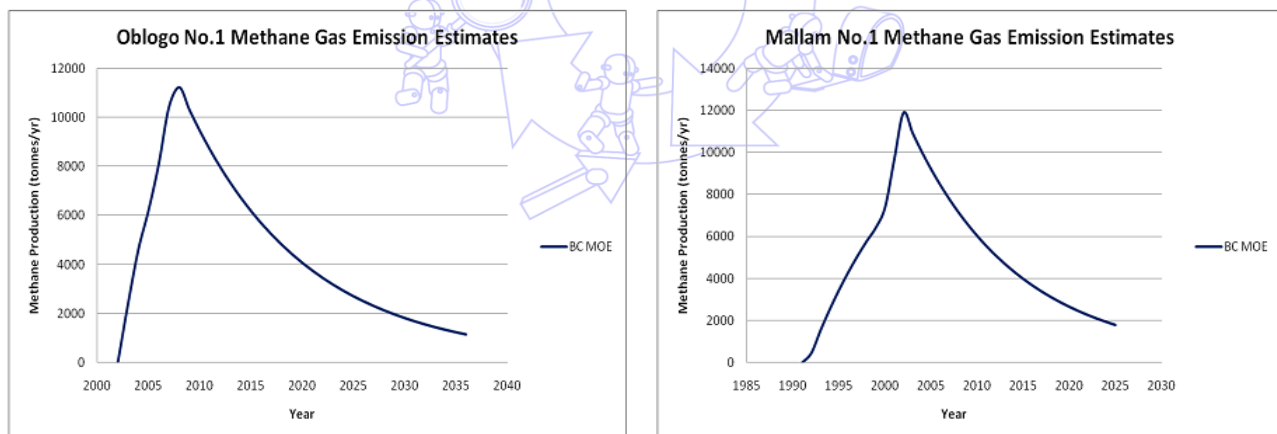 Oblogo No.1 Methane Gas Emission Estimates
Methane Production (tonnes/yr)
12000
10000
8000
6000
4000
2000
0
2000 2005 2010 2015 2020 2025 2030 2035 2040
Year
BC MOE
Mallam No.1 Methane Gas Emission Estimates
Methane Production (tonnes/yr)
14000
12000
10000
8000
6000
4000
2000
0
1985 1990 1995 2000 2005 2010 2015 2020 2025 2030
Year
BC MOE